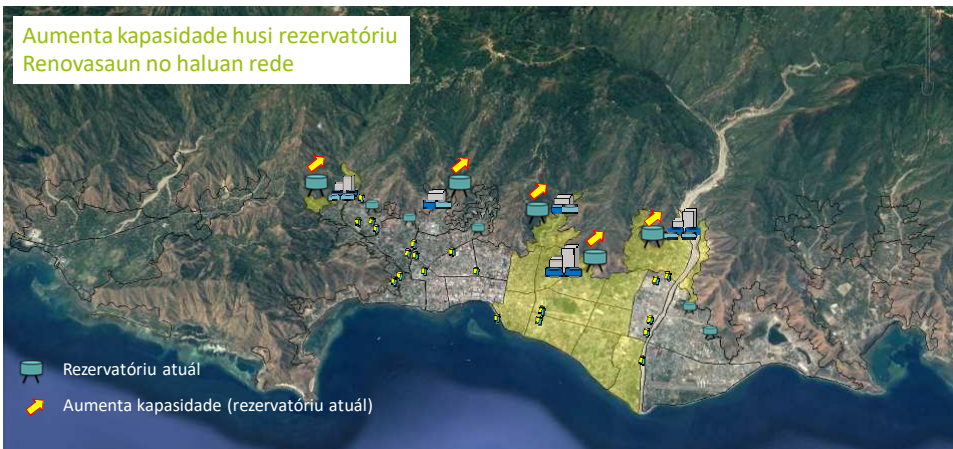 Aumenta kapasidade husi rezervatóriu
Renovasaun no haluan rede
Rezervatóriu atuál
Aumenta kapasidade (rezervatóriu atuál)